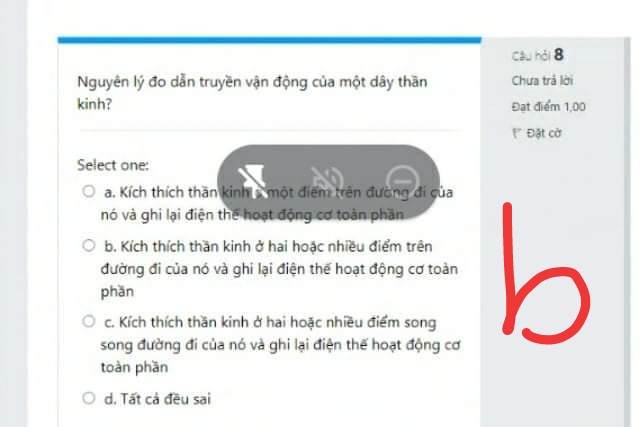 Câu hỏi 8
Chưa trả lời
Đạt điểm 1,00
Đặt cờ
Nguyên lý đo dẫn truyền vận động của một dây thần
kinh?
Select one:
a. Kích thích thần kinh ở một điểm trên đường đi của
nó và ghi lại điện thế hoạt động cơ toàn phần
b. Kích thích thần kinh ở hai hoặc nhiều điểm trên
đường đi của nó và ghi lại điện thế hoạt động cơ toàn
phần
c. Kích thích thần kinh ở hai hoặc nhiều điểm song
song đường đi của nó và ghi lại điện thế hoạt động cơ
toàn phần
d. Tất cả đều sai
b